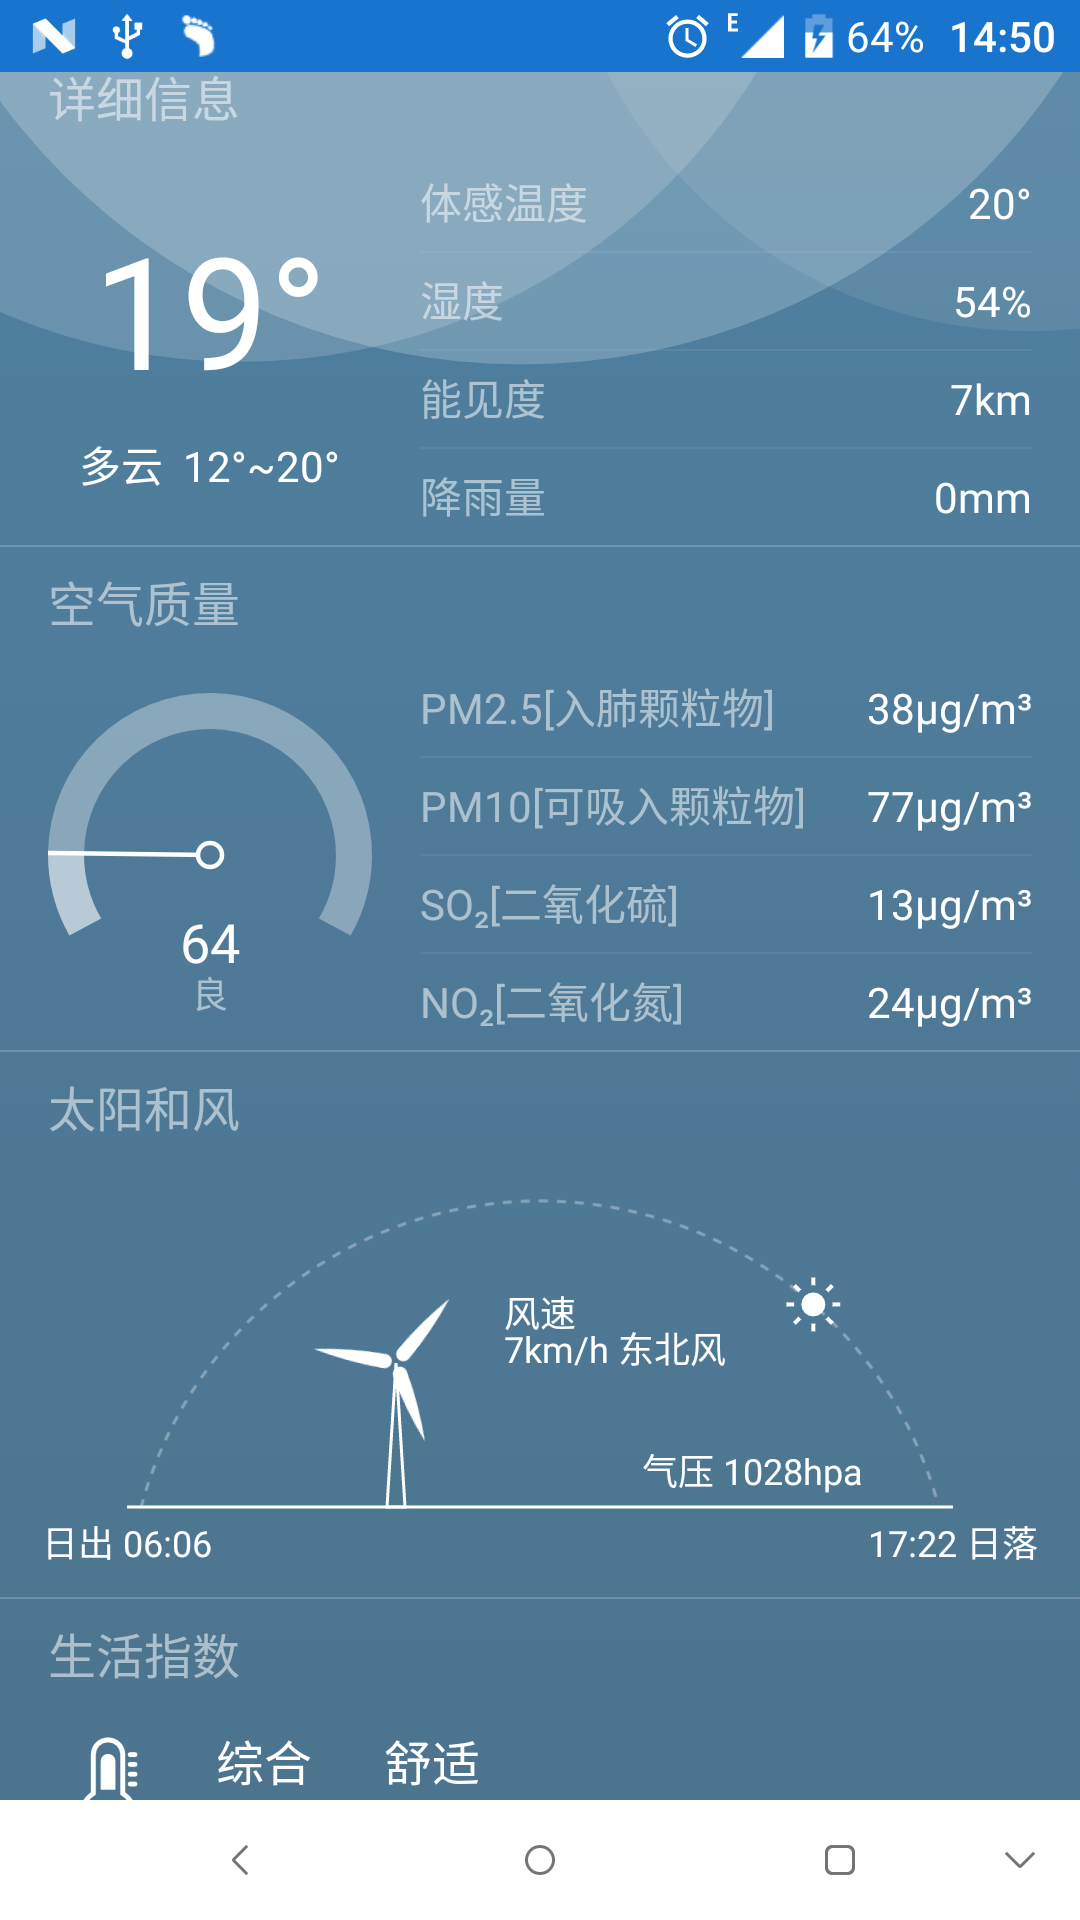 E 64% 14:50
详细信息
体感温度 20°
19°
湿度 54%
能见度 7km
多云 12°~20°
降雨量 0mm
空气质量
PM2.5[入肺颗粒物] 38µg/m³
PM10[可吸入颗粒物] 77µg/m³
SO₂[二氧化硫] 13µg/m³
64
良
NO₂[二氧化氮] 24µg/m³
太阳和风
风速
7km/h 东北风
气压 1028hpa
日出 06:06 17:22 日落
生活指数
综合 舒适